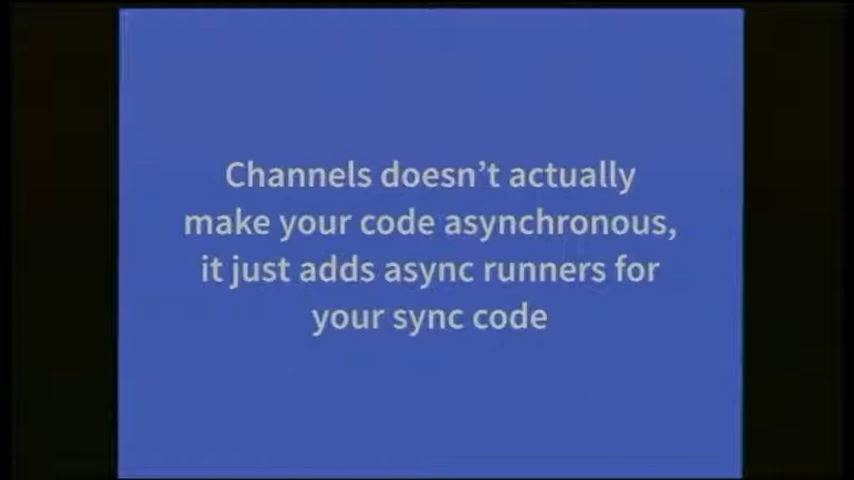 Channels doesn’t actually
make your code asynchronous,
it just adds async runners for
your sync code